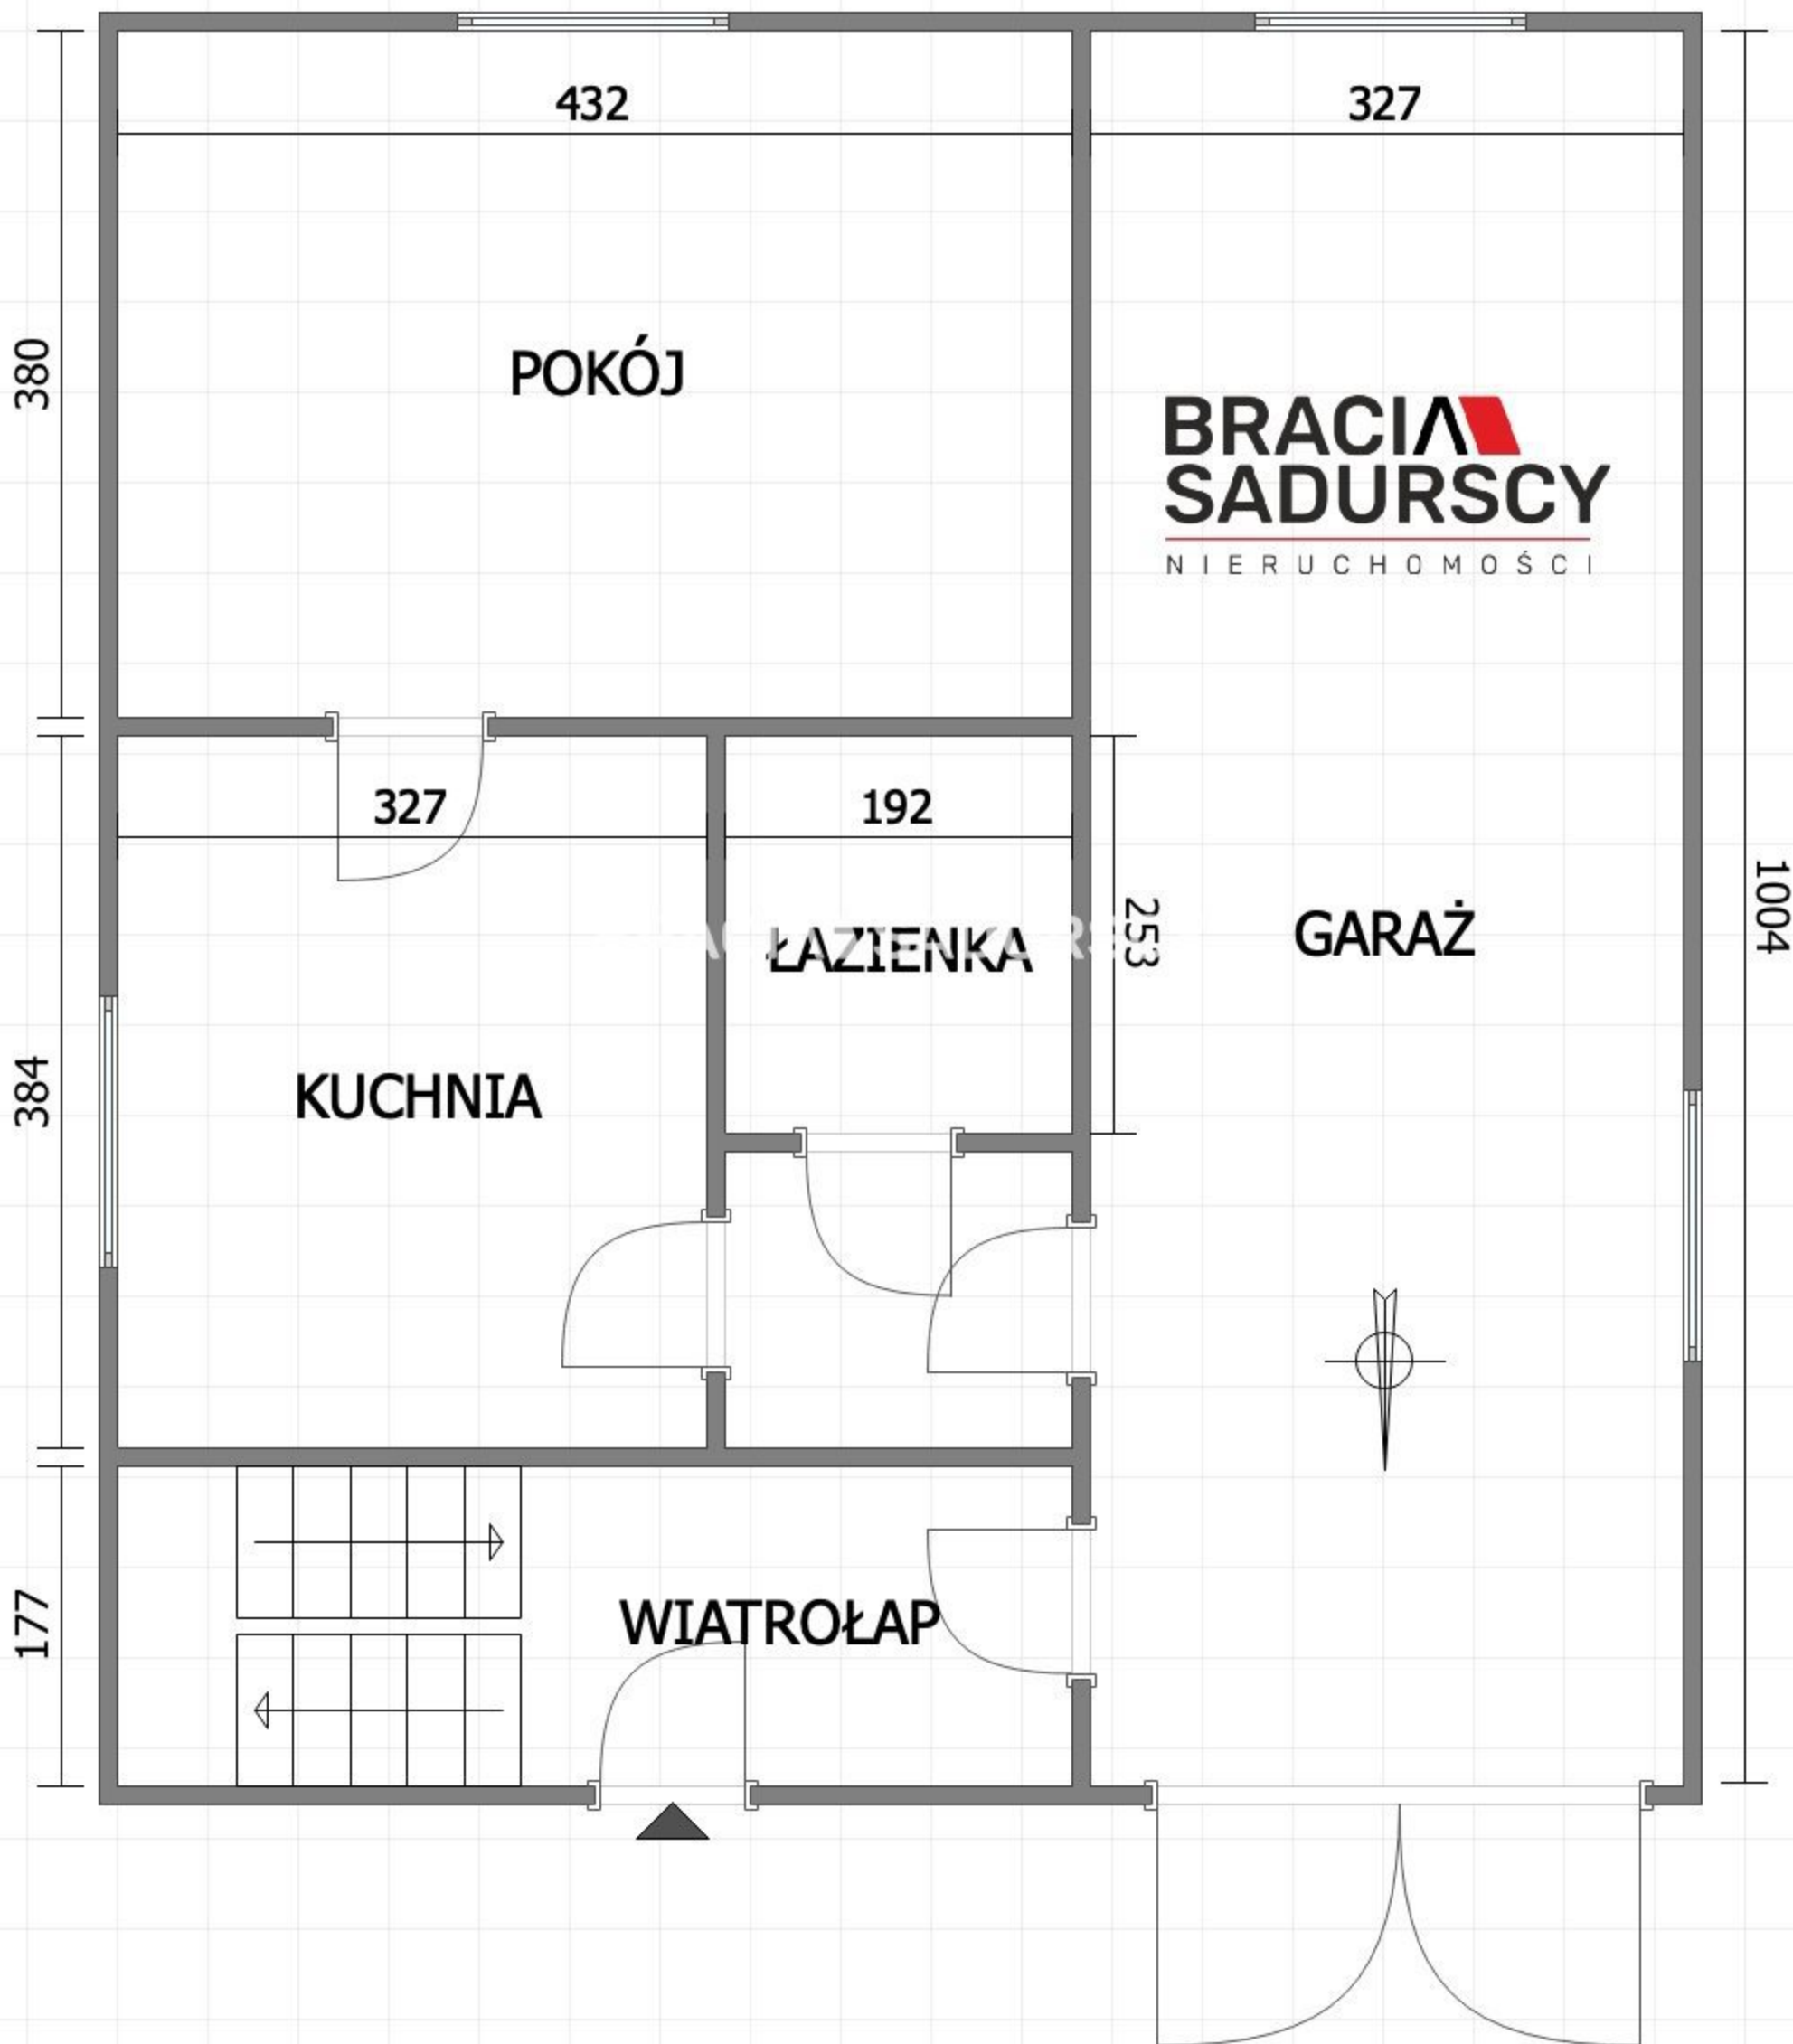 432
327
380
POKÓJ
BRACIA
SADURSCY
NIERUCHOMOŚCI
327
192
253
ŁAZIENKA
GARAŻ
1004
KUCHNIA
384
WIATROŁAP
177